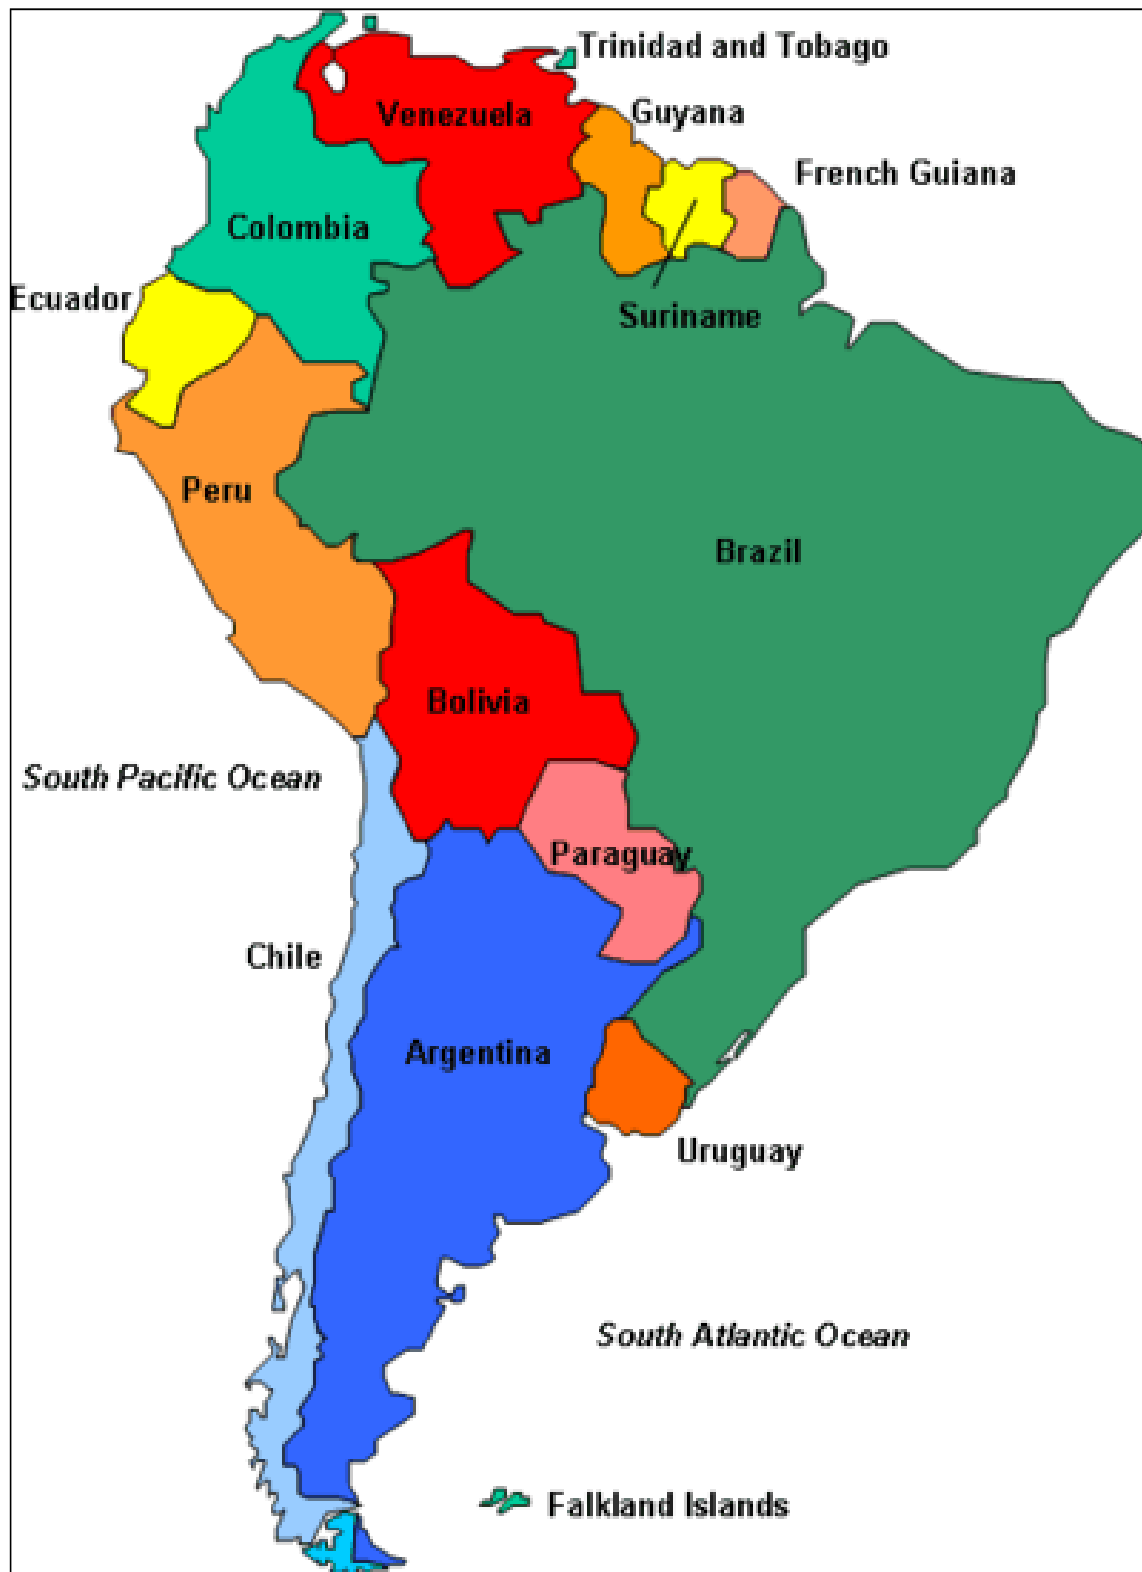 Trinidad and Tobago
Venezuela
Guyana
French Guiana
Colombia
Ecuador
Suriname
Peru
Brazil
Bolivia
South Pacific Ocean
Paraguay
Chile
Argentina
Uruguay
South Atlantic Ocean
Falkland Islands